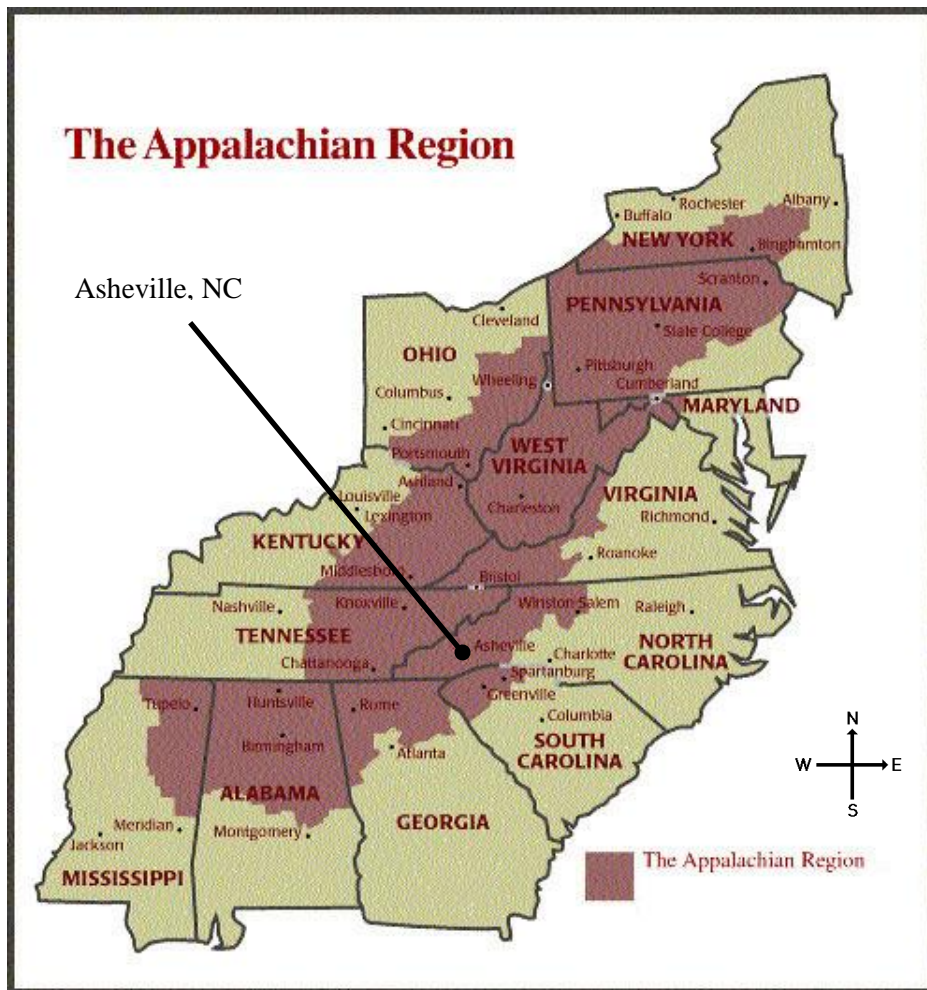 The Appalachian Region
Asheville, NC
Albany
Rochester
Buffalo
NEW YORK
Binghamton
Scranton
PENNSYLVANIA
State College
Pittsburgh
Cumberland
MARYLAND
Cleveland
OHIO
Wheeling
Columbus
Cincinnati
Portsmouth
WEST
VIRGINIA
Ashland
Charleston
VIRGINIA
Richmond
Roanoke
Louisville
Lexington
KENTUCKY
Middlesboro
Bristol
Nashville
Knoxville
Winston-Salem
Raleigh
TENNESSEE
Asheville
Charlotte
NORTH
CAROLINA
Chattanooga
Spartanburg
Greenville
Tupelo
Huntsville
Rome
Columbia
Birmingham
Atlanta
SOUTH
CAROLINA
ALABAMA
Meridian
Jackson
Montgomery
GEORGIA
MISSISSIPPI
N
W
E
S
The Appalachian Region